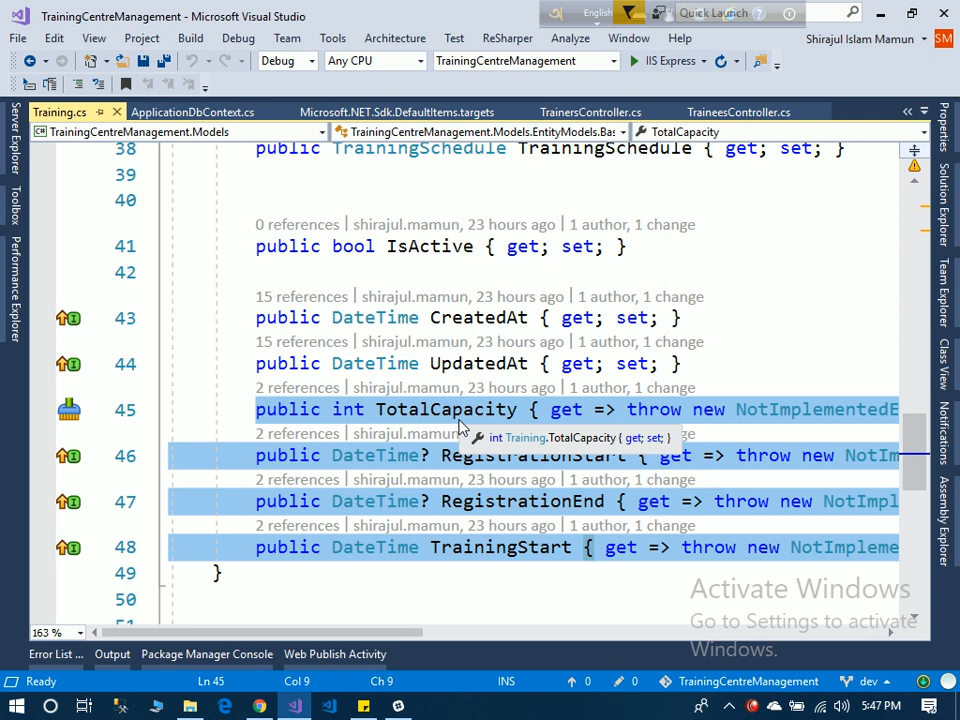 TrainingCentreManagement - Microsoft Visual Studio
English
Quick Launch
File Edit View Project Build Debug Team Tools Architecture Test ReSharper Analyze Window Help
Shirajul Islam Mamun SM
Debug Any CPU TrainingCentreManagement IIS Express
Training.cs ApplicationDbContext.cs Microsoft.NET.Sdk.DefaultItems.targets TrainersController.cs TraineesController.cs
TrainingCentreManagement.Models TrainingCentreManagement.Models.EntityModels.Bas TotalCapacity
Server Explorer
Toolbox
Performance Explorer
38 public TrainingSchedule TrainingSchedule { get; set; }
39
40
0 references | shirajul.mamun, 23 hours ago | 1 author, 1 change
41 public bool IsActive { get; set; }
42
15 references | shirajul.mamun, 23 hours ago | 1 author, 1 change
43 public DateTime CreatedAt { get; set; }
15 references | shirajul.mamun, 23 hours ago | 1 author, 1 change
44 public DateTime UpdatedAt { get; set; }
2 references | shirajul.mamun, 23 hours ago | 1 author, 1 change
45 public int TotalCapacity { get => throw new NotImplementedE
2 references | shirajul.mamun
int Training.TotalCapacity { get; set; }
46 public DateTime? RegistrationStart { get => throw new NotIm
2 references | shirajul.mamun, 23 hours ago | 1 author, 1 change
47 public DateTime? RegistrationEnd { get => throw new NotImpl
2 references | shirajul.mamun, 23 hours ago | 1 author, 1 change
48 public DateTime TrainingStart { get => throw new NotImpleme
49 }
50
Properties
Solution Explorer
Team Explorer
Class View
Notifications
Assembly Explorer
Activate Windows
Go to Settings to activate
Windows.
163 %
Error List ... Output Package Manager Console Web Publish Activity
Ready Ln 45 Col 9 Ch 9 INS 0 0 TrainingCentreManagement dev
5:47 PM